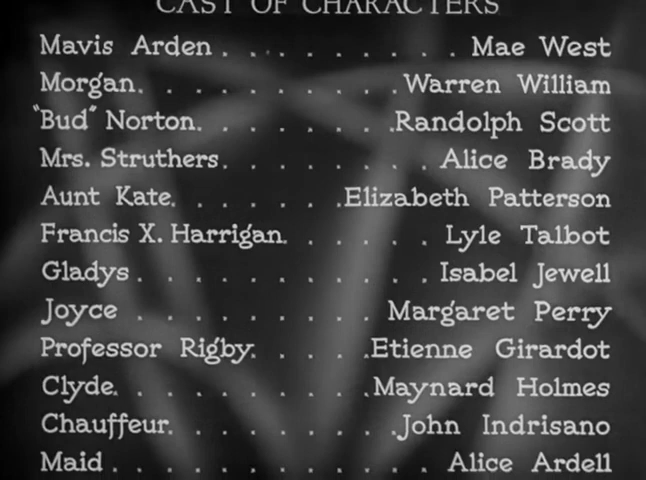 CAST OF CHARACTERS
Mavis Arden . . . . . . . . . . Mae West
Morgan. . . . . . . . . . Warren William
"Bud" Norton. . . . . . . .Randolph Scott
Mrs. Struthers. . . . . . . . Alice Brady
Aunt Kate. . . . . . .Elizabeth Patterson
Francis X. Harrigan. . . . . . Lyle Talbot
Gladys . . . . . . . . . . . Isabel Jewell
Joyce . . . . . . . . . . Margaret Perry
Professor Rigby. . . . .Etienne Girardot
Clyde. . . . . . . . . .Maynard Holmes
Chauffeur. . . . . . . . .John Indrisano
Maid . . . . . . . . . . . . Alice Ardell